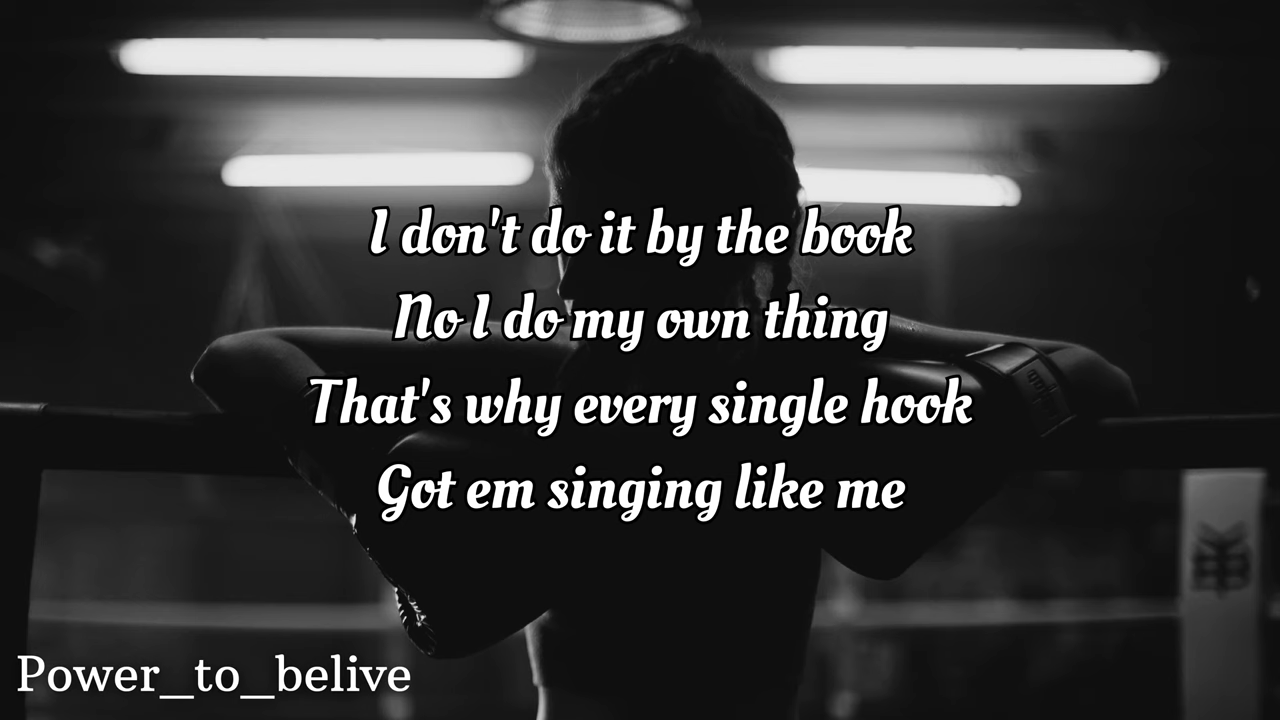 I don't do it by the book
No I do my own thing
That's why every single hook
Got em singing like me
Power_to_belive